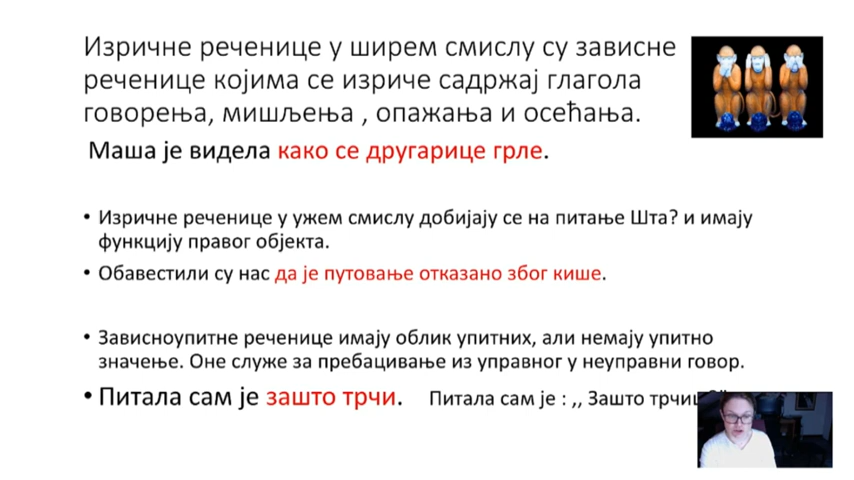 Изричне реченице у ширем смислу су зависне
реченице којима се изриче садржај глагола
говорења, мишљења , опажања и осећања.
Маша је видела како се другарице грле.
• Изричне реченице у ужем смислу добијају се на питање Шта? и имају
функцију правог објекта.
• Обавестили су нас да је путовање отказано због кише.
• Зависноупитне реченице имају облик упитних, али немају упитно
значење. Оне служе за пребацивање из управног у неуправни говор.
• Питала сам је зашто трчи. Питала сам је : ,, Зашто